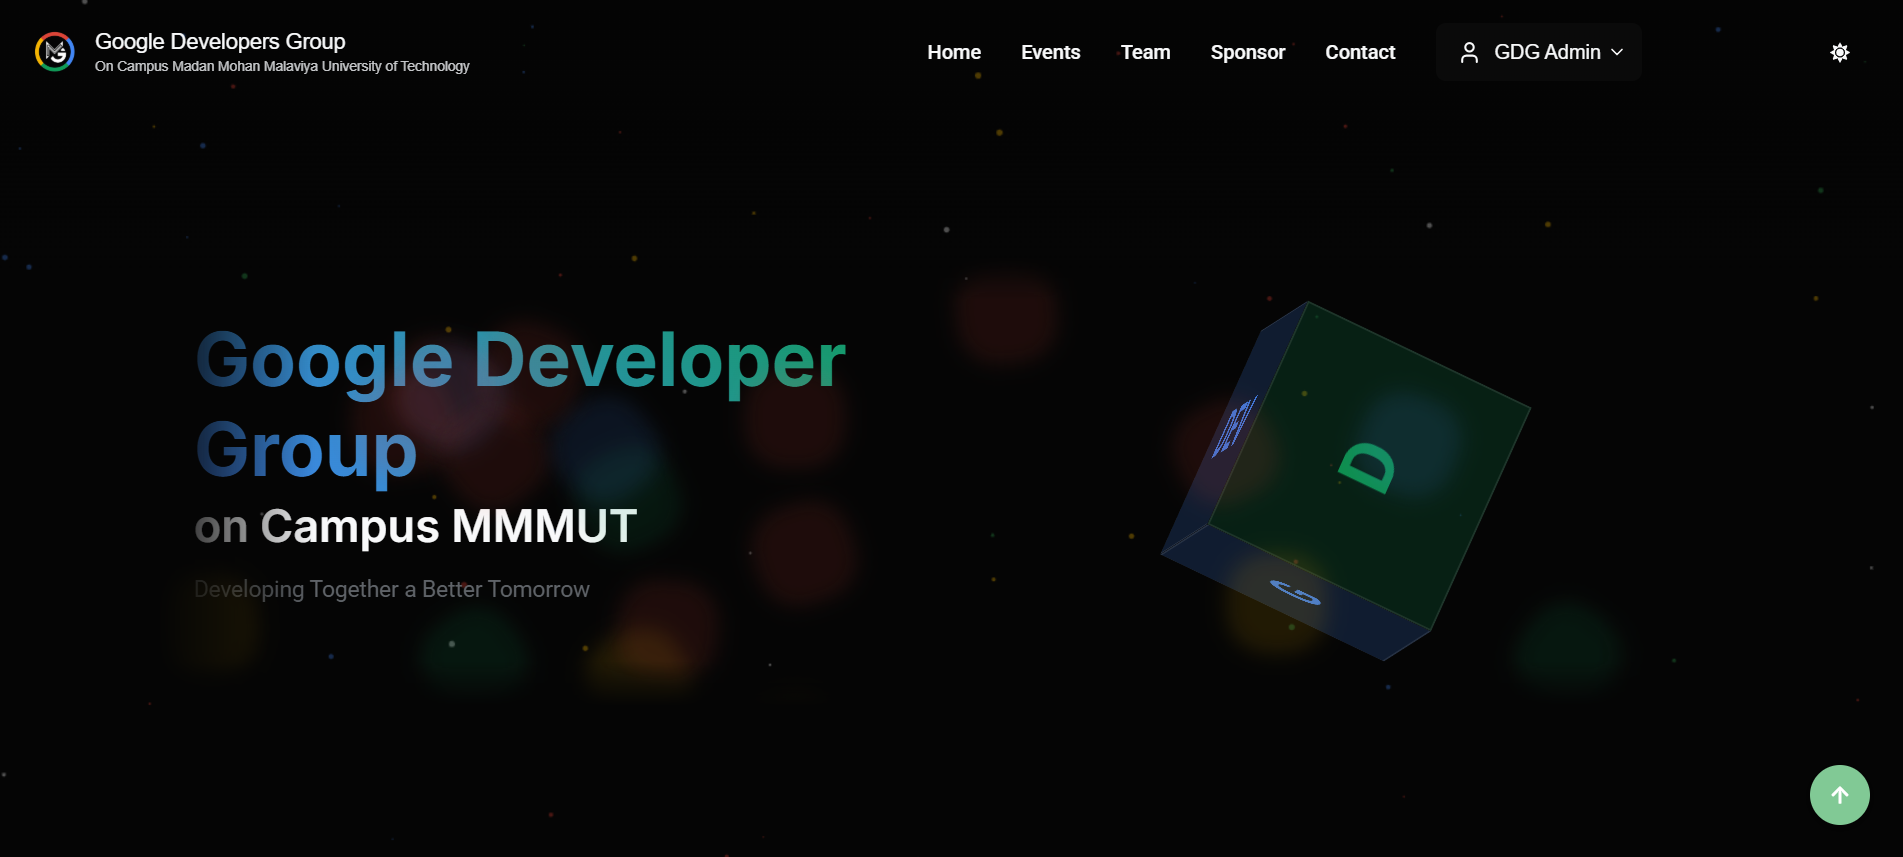 Google Developers Group
On Campus Madan Mohan Malaviya University of Technology
Home Events Team Sponsor Contact GDG Admin
Google Developer
Group
on Campus MMMUT
Developing Together a Better Tomorrow
D
G